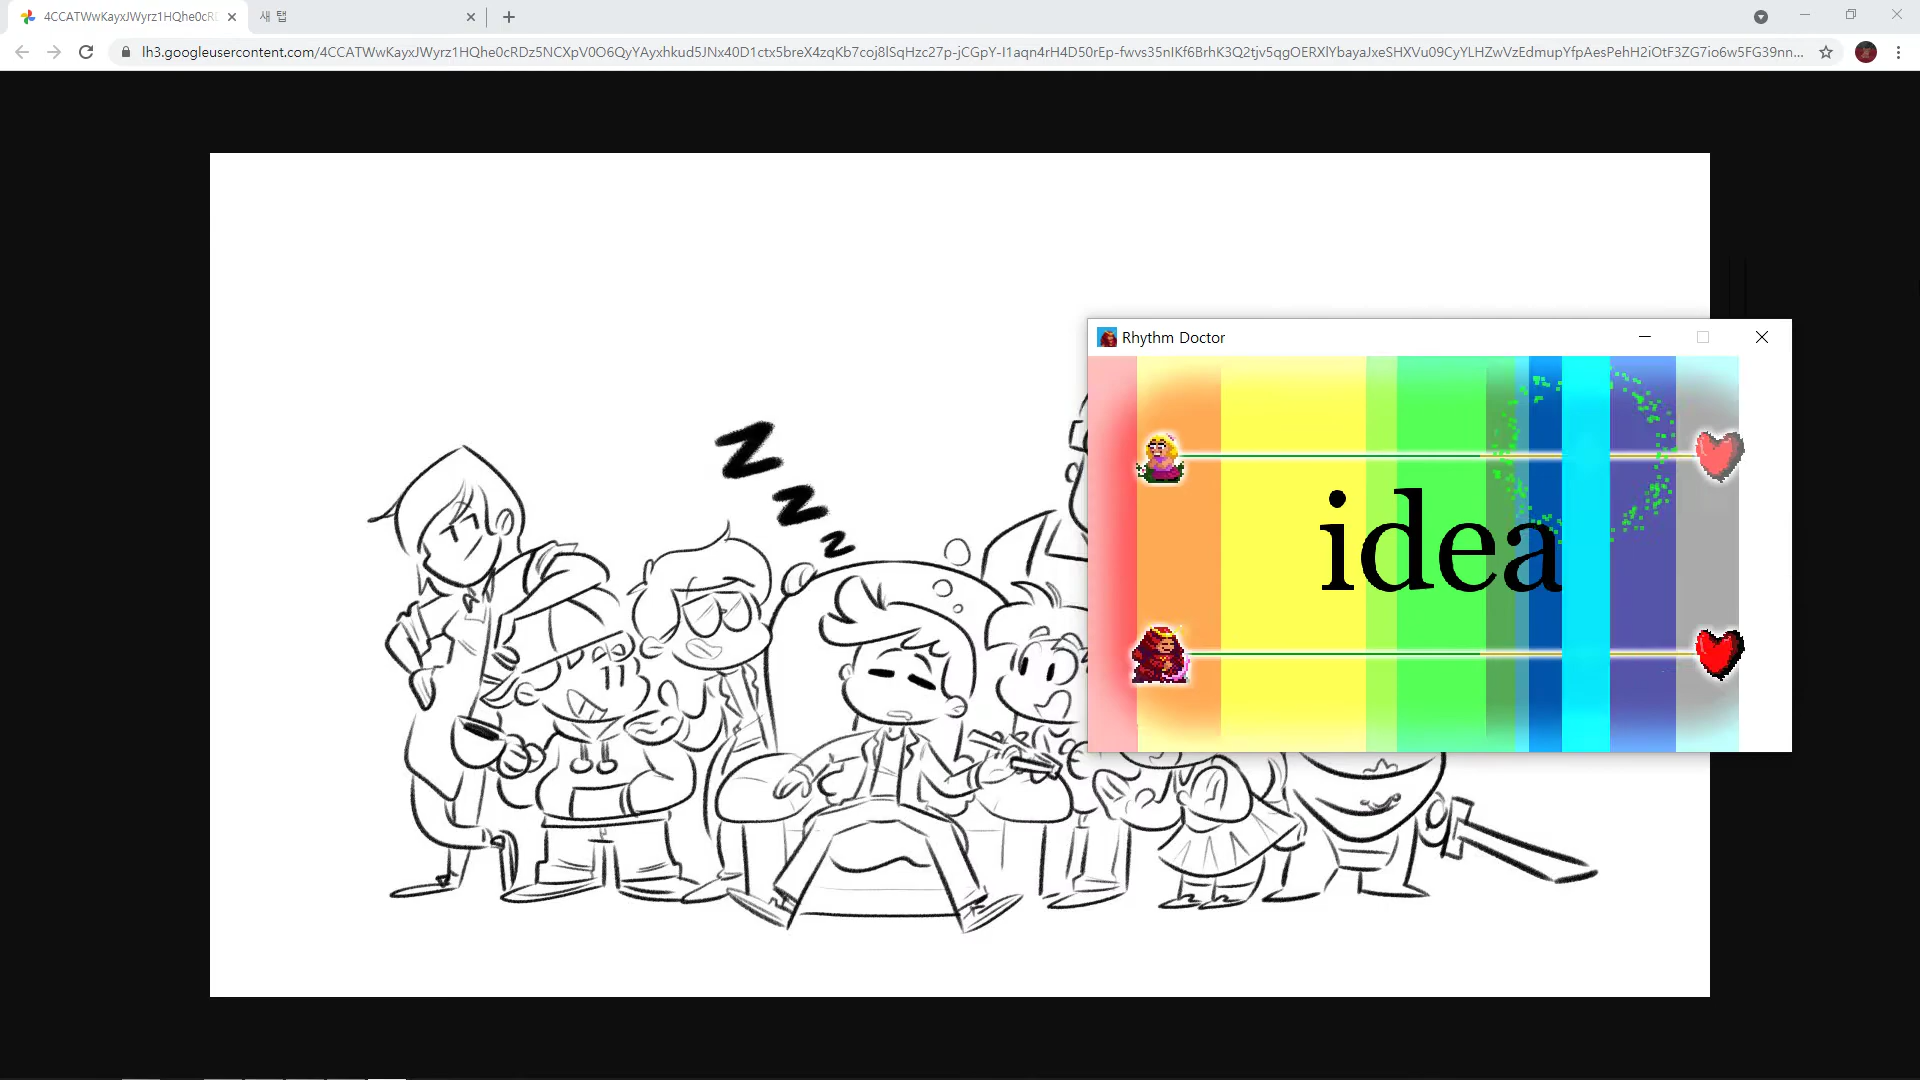 4CCATWwKayxJWyrz1HQhe0cR
새 탭
lh3.googleusercontent.com/4CCATWwKayxJWyrz1HQhe0cRDz5NCXpV0O6QyYAyxhkud5JNx40D1ctx5breX4zqKb7coj8lSqHzc27p-jCGpY-I1aqn4rH4D50rEp-fwvs35nIKf6BrhK3Q2tjv5qgOERXlYbayaJxeSHXVu09CyYLHZwVzEdmupYfpAesPehH2iOtF3ZG7io6w5FG39nn...
Rhythm Doctor
Z
Z
Z
idea